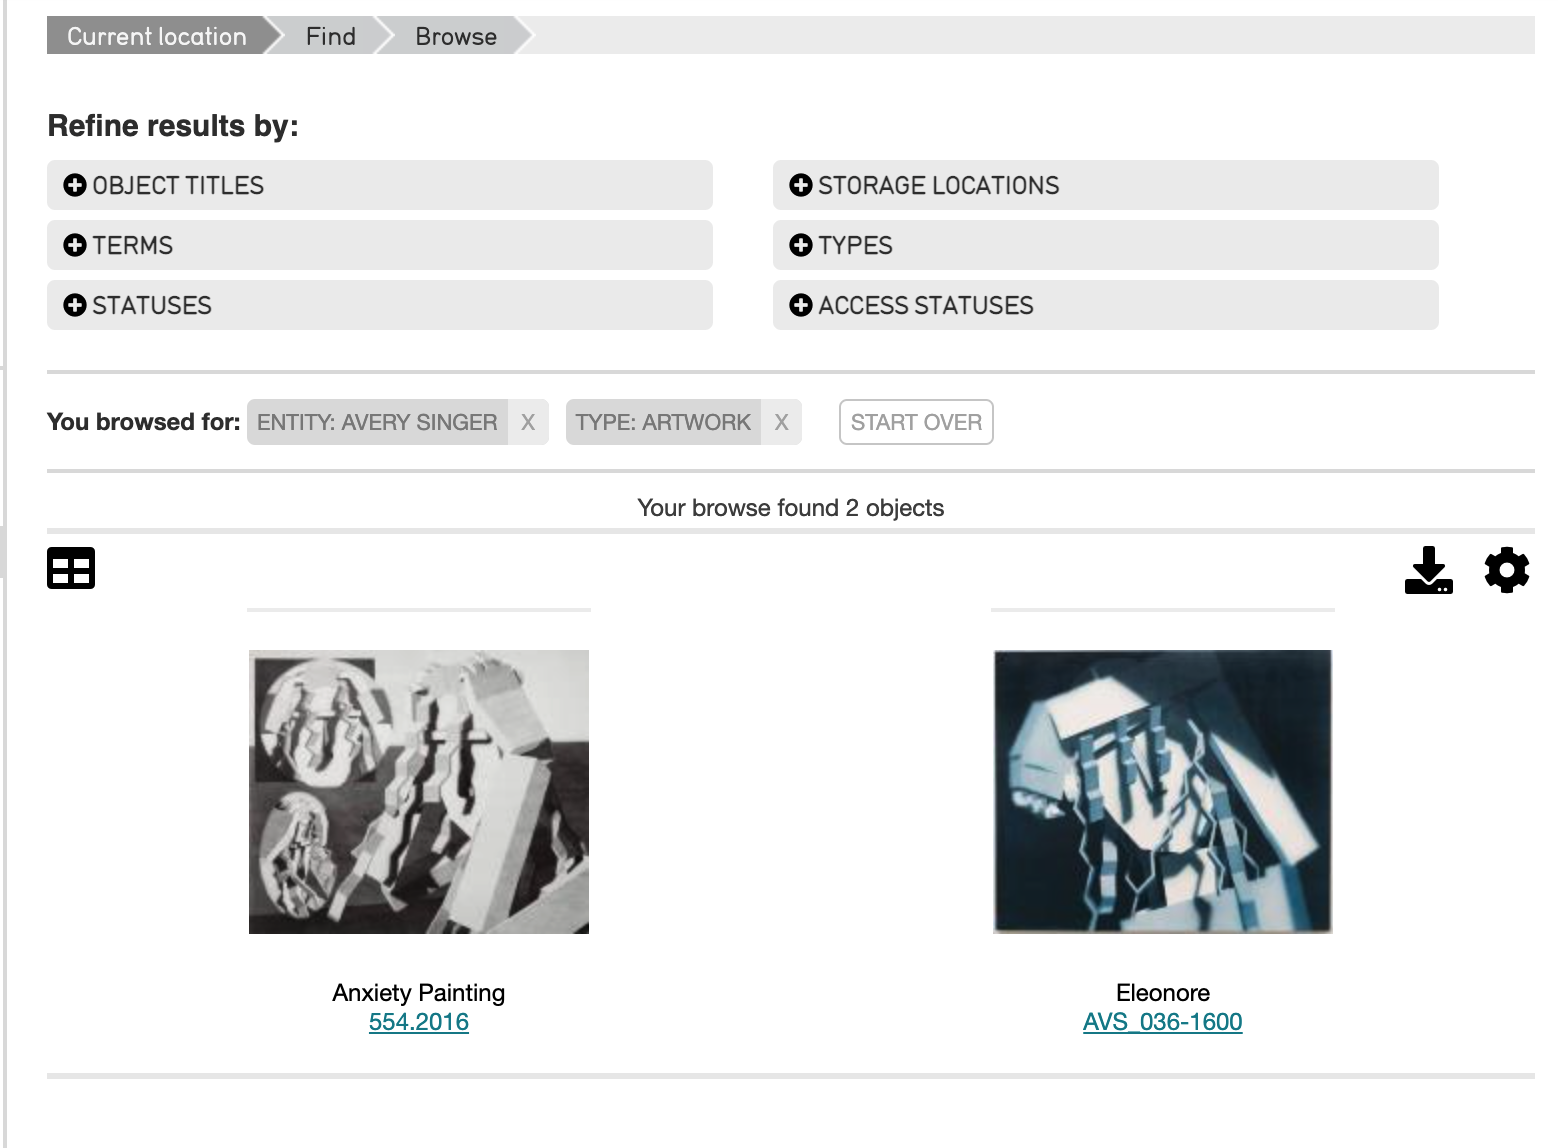 Current location Find Browse
Refine results by:
OBJECT TITLES
STORAGE LOCATIONS
TERMS
TYPES
STATUSES
ACCESS STATUSES
You browsed for: ENTITY: AVERY SINGER X TYPE: ARTWORK X START OVER
Your browse found 2 objects
Anxiety Painting
554.2016
Eleonore
AVS_036-1600